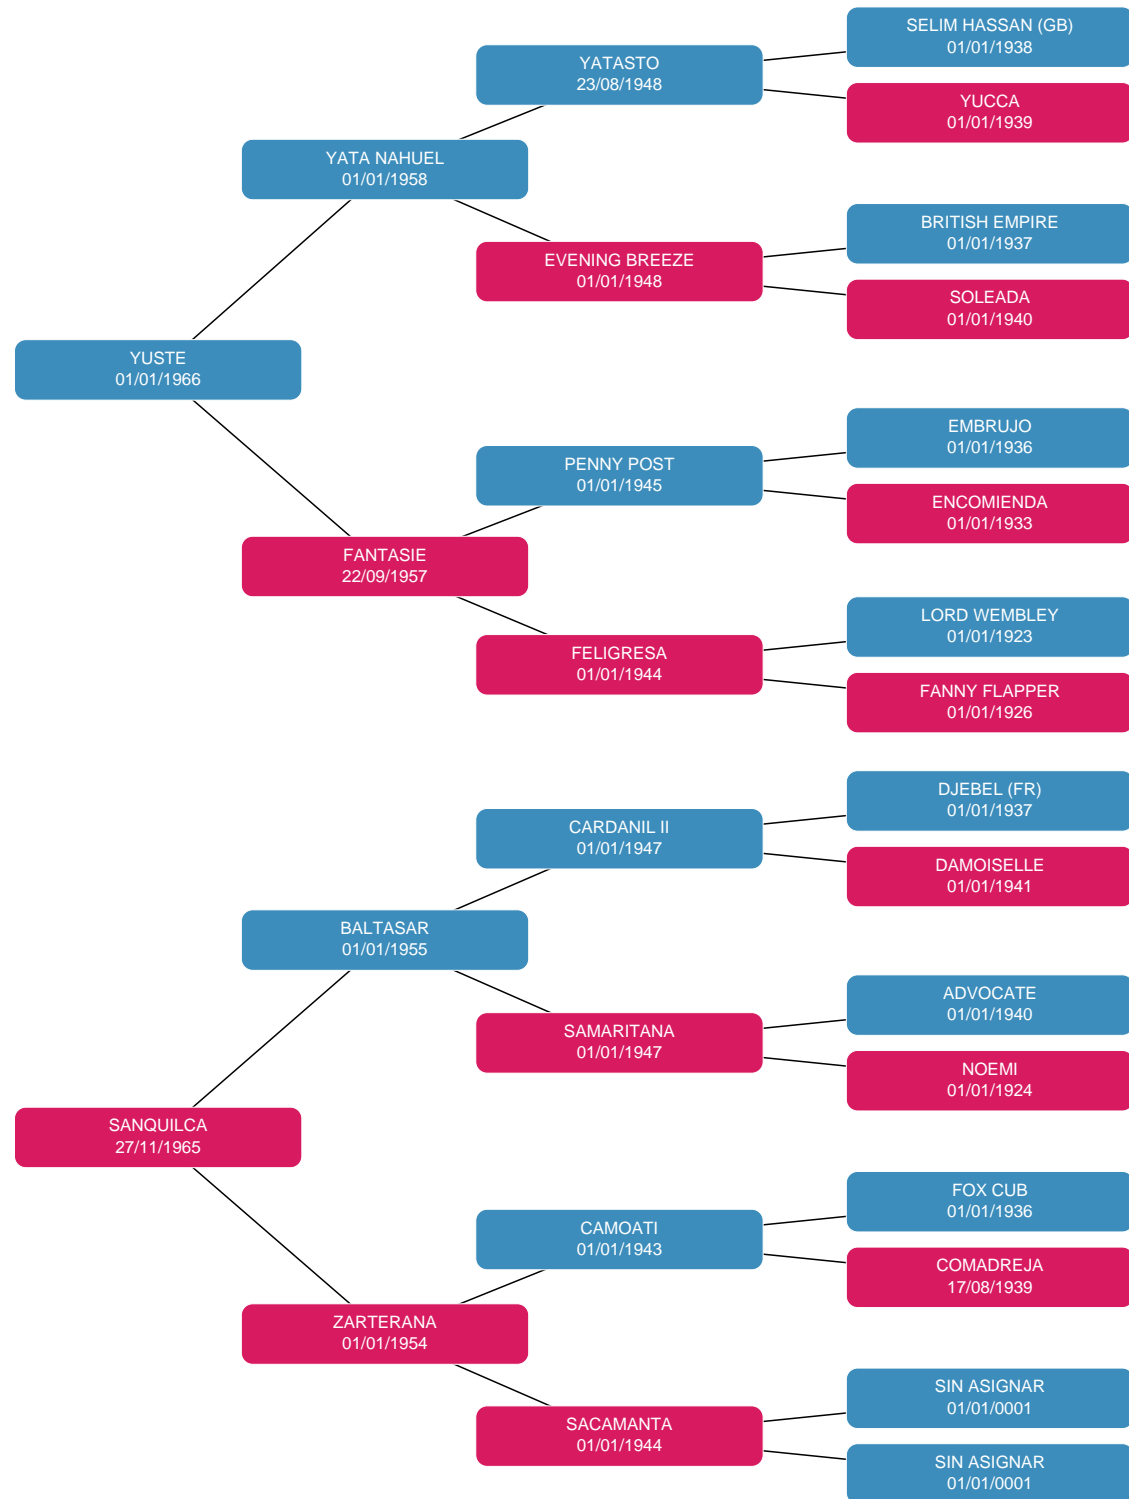 SELIM HASSAN (GB)
01/01/1938
YATASTO
23/08/1948
YUCCA
01/01/1939
YATA NAHUEL
01/01/1958
BRITISH EMPIRE
01/01/1937
EVENING BREEZE
01/01/1948
SOLEADA
01/01/1940
YUSTE
01/01/1966
EMBRUJO
01/01/1936
PENNY POST
01/01/1945
ENCOMIENDA
01/01/1933
FANTASIE
22/09/1957
LORD WEMBLEY
01/01/1923
FELIGRESA
01/01/1944
FANNY FLAPPER
01/01/1926
DJEBEL (FR)
01/01/1937
CARDANIL II
01/01/1947
DAMOISELLE
01/01/1941
BALTASAR
01/01/1955
ADVOCATE
01/01/1940
SAMARITANA
01/01/1947
NOEMI
01/01/1924
SANQUILCA
27/11/1965
FOX CUB
01/01/1936
CAMOATI
01/01/1943
COMADREJA
17/08/1939
ZARTERANA
01/01/1954
SIN ASIGNAR
01/01/0001
SACAMANTA
01/01/1944
SIN ASIGNAR
01/01/0001